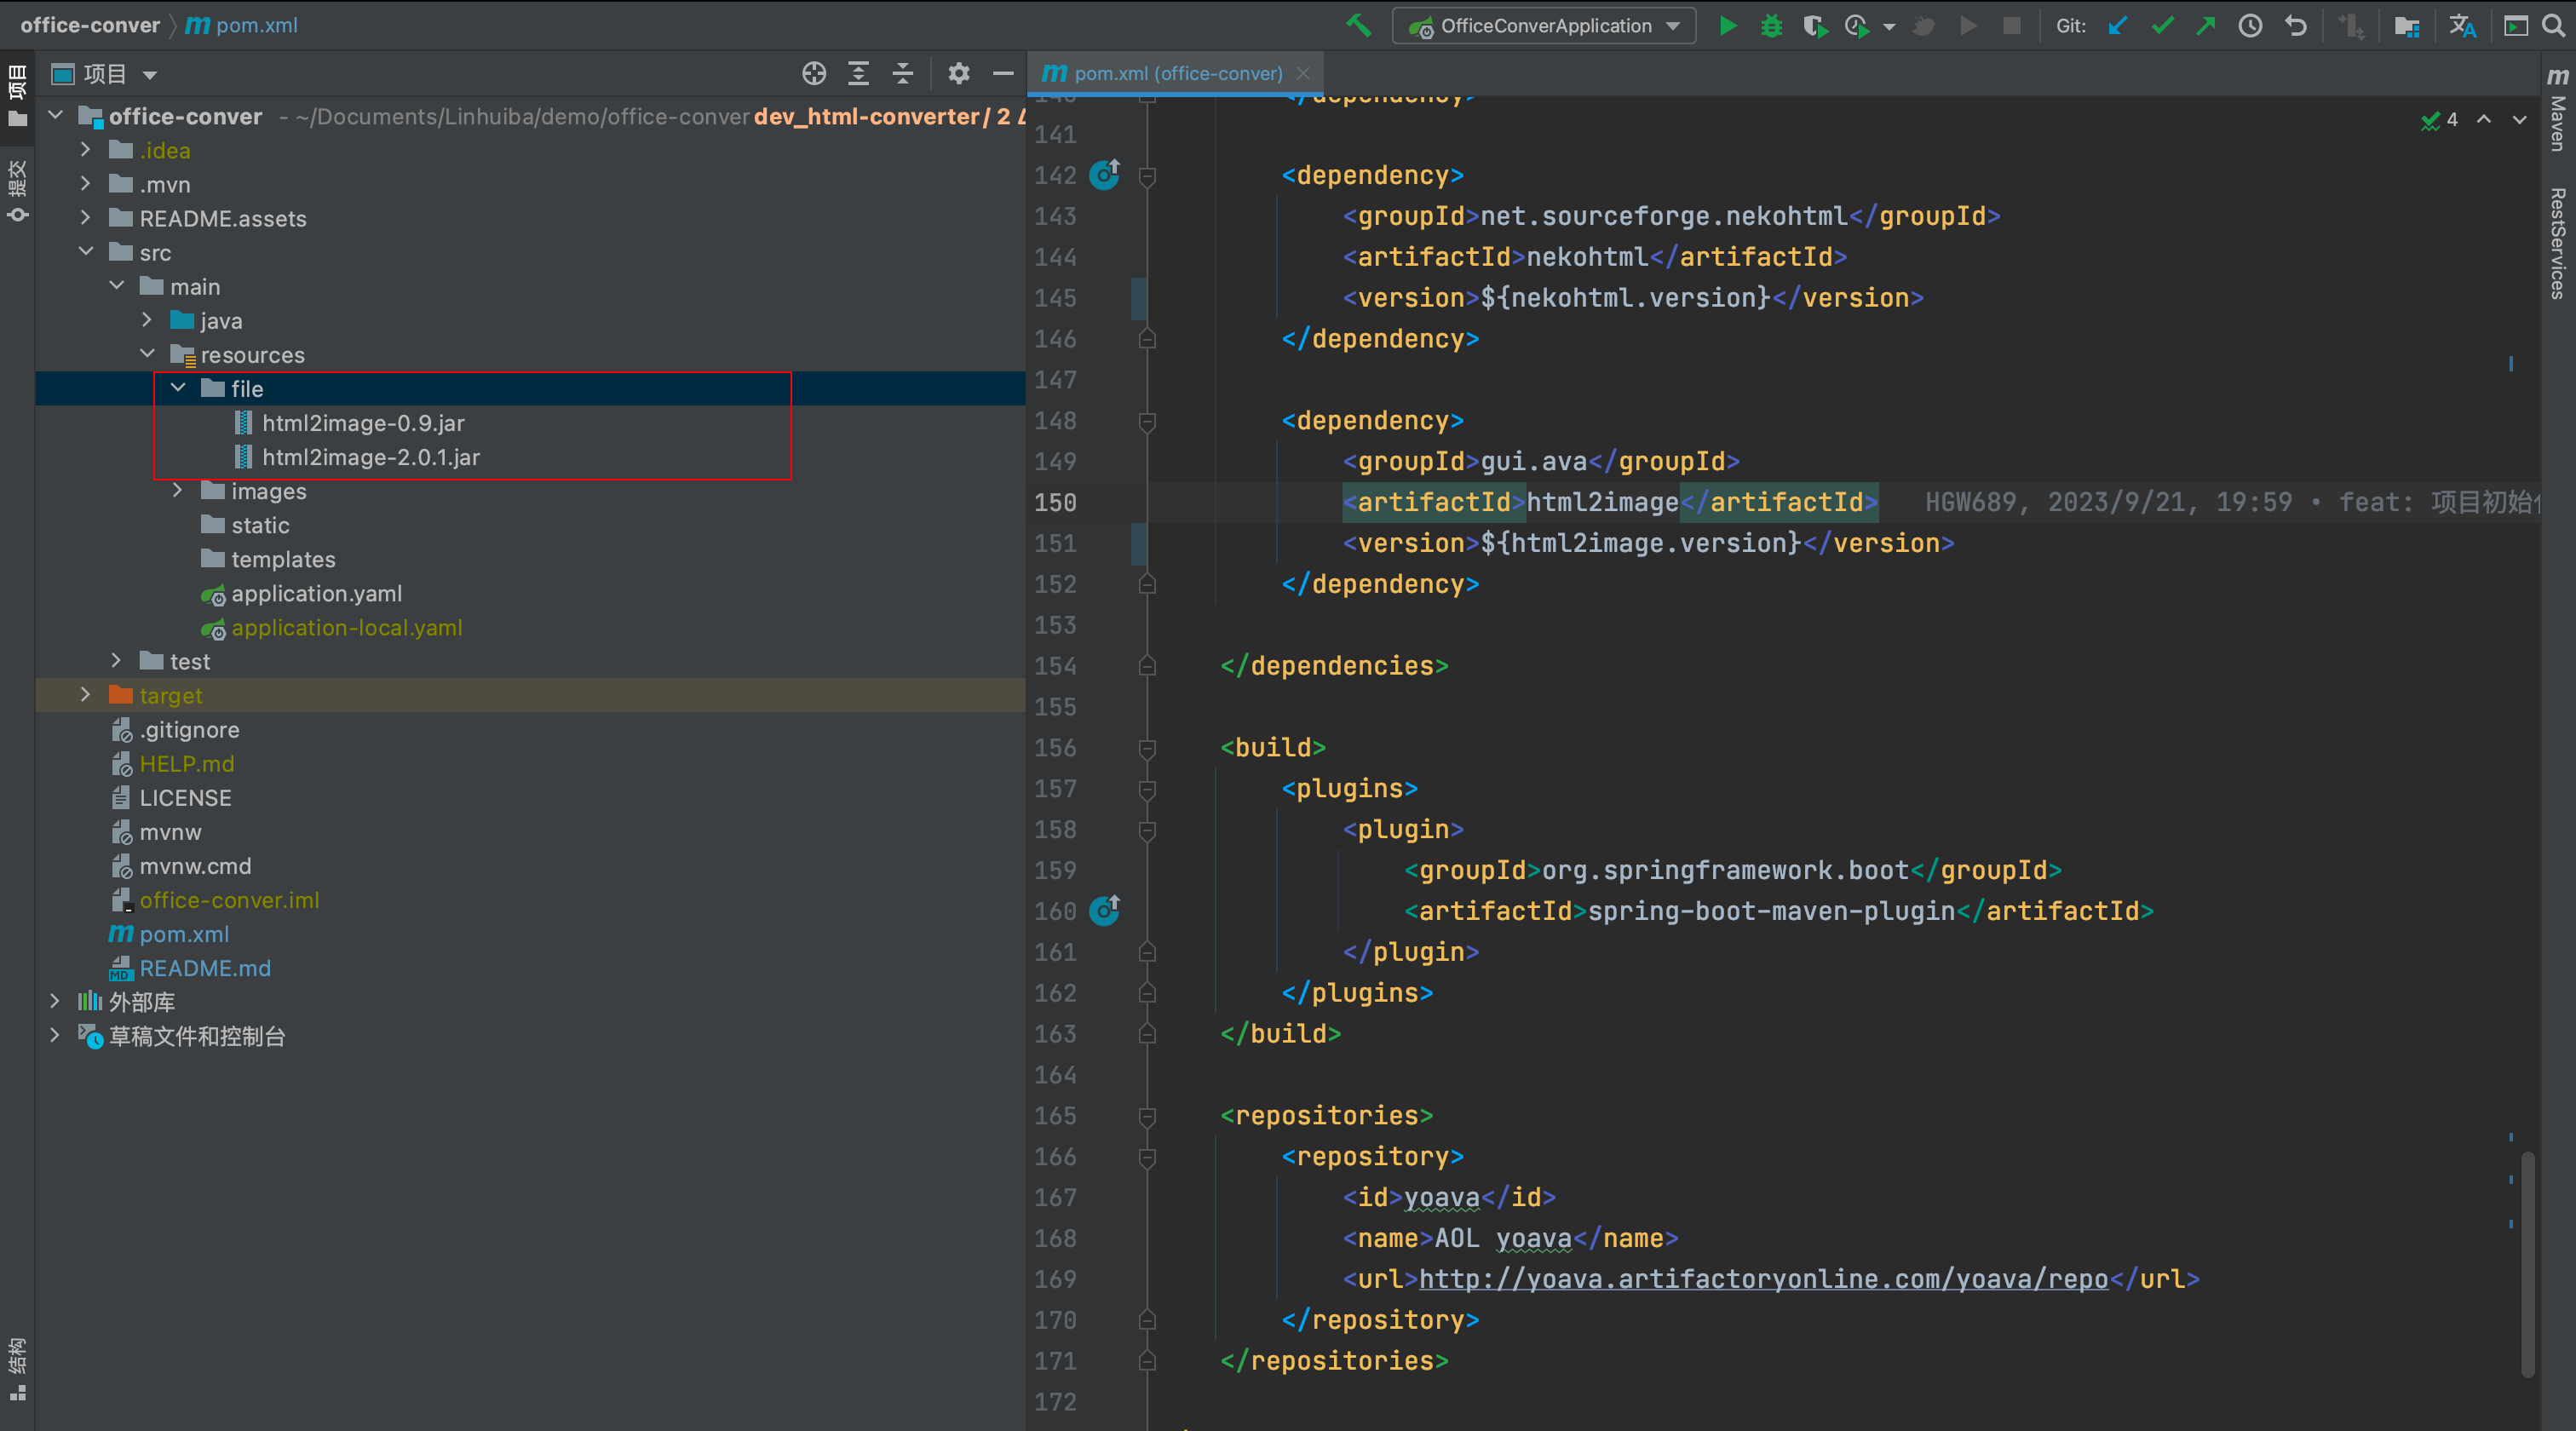 office-conver pom.xml
OfficeConverApplication
Git:
项目
提交
结构
项目
office-conver - ~/Documents/Linhuiba/demo/office-conver dev_html-converter / 2
.idea
.mvn
README.assets
src
main
java
resources
file
html2image-0.9.jar
html2image-2.0.1.jar
images
static
templates
application.yaml
application-local.yaml
test
target
.gitignore
HELP.md
LICENSE
mvnw
mvnw.cmd
office-conver.iml
pom.xml
README.md
外部库
草稿文件和控制台
pom.xml (office-conver)
4
140 </dependency>
141
142 <dependency>
143 <groupId>net.sourceforge.nekohtml</groupId>
144 <artifactId>nekohtml</artifactId>
145 <version>${nekohtml.version}</version>
146 </dependency>
147
148 <dependency>
149 <groupId>gui.ava</groupId>
150 <artifactId>html2image</artifactId> HGW689, 2023/9/21, 19:59 • feat: 项目初始
151 <version>${html2image.version}</version>
152 </dependency>
153
154 </dependencies>
155
156 <build>
157 <plugins>
158 <plugin>
159 <groupId>org.springframework.boot</groupId>
160 <artifactId>spring-boot-maven-plugin</artifactId>
161 </plugin>
162 </plugins>
163 </build>
164
165 <repositories>
166 <repository>
167 <id>yoava</id>
168 <name>AOL yoava</name>
169 <url>http://yoava.artifactoryonline.com/yoava/repo</url>
170 </repository>
171 </repositories>
172
Maven
RestServices